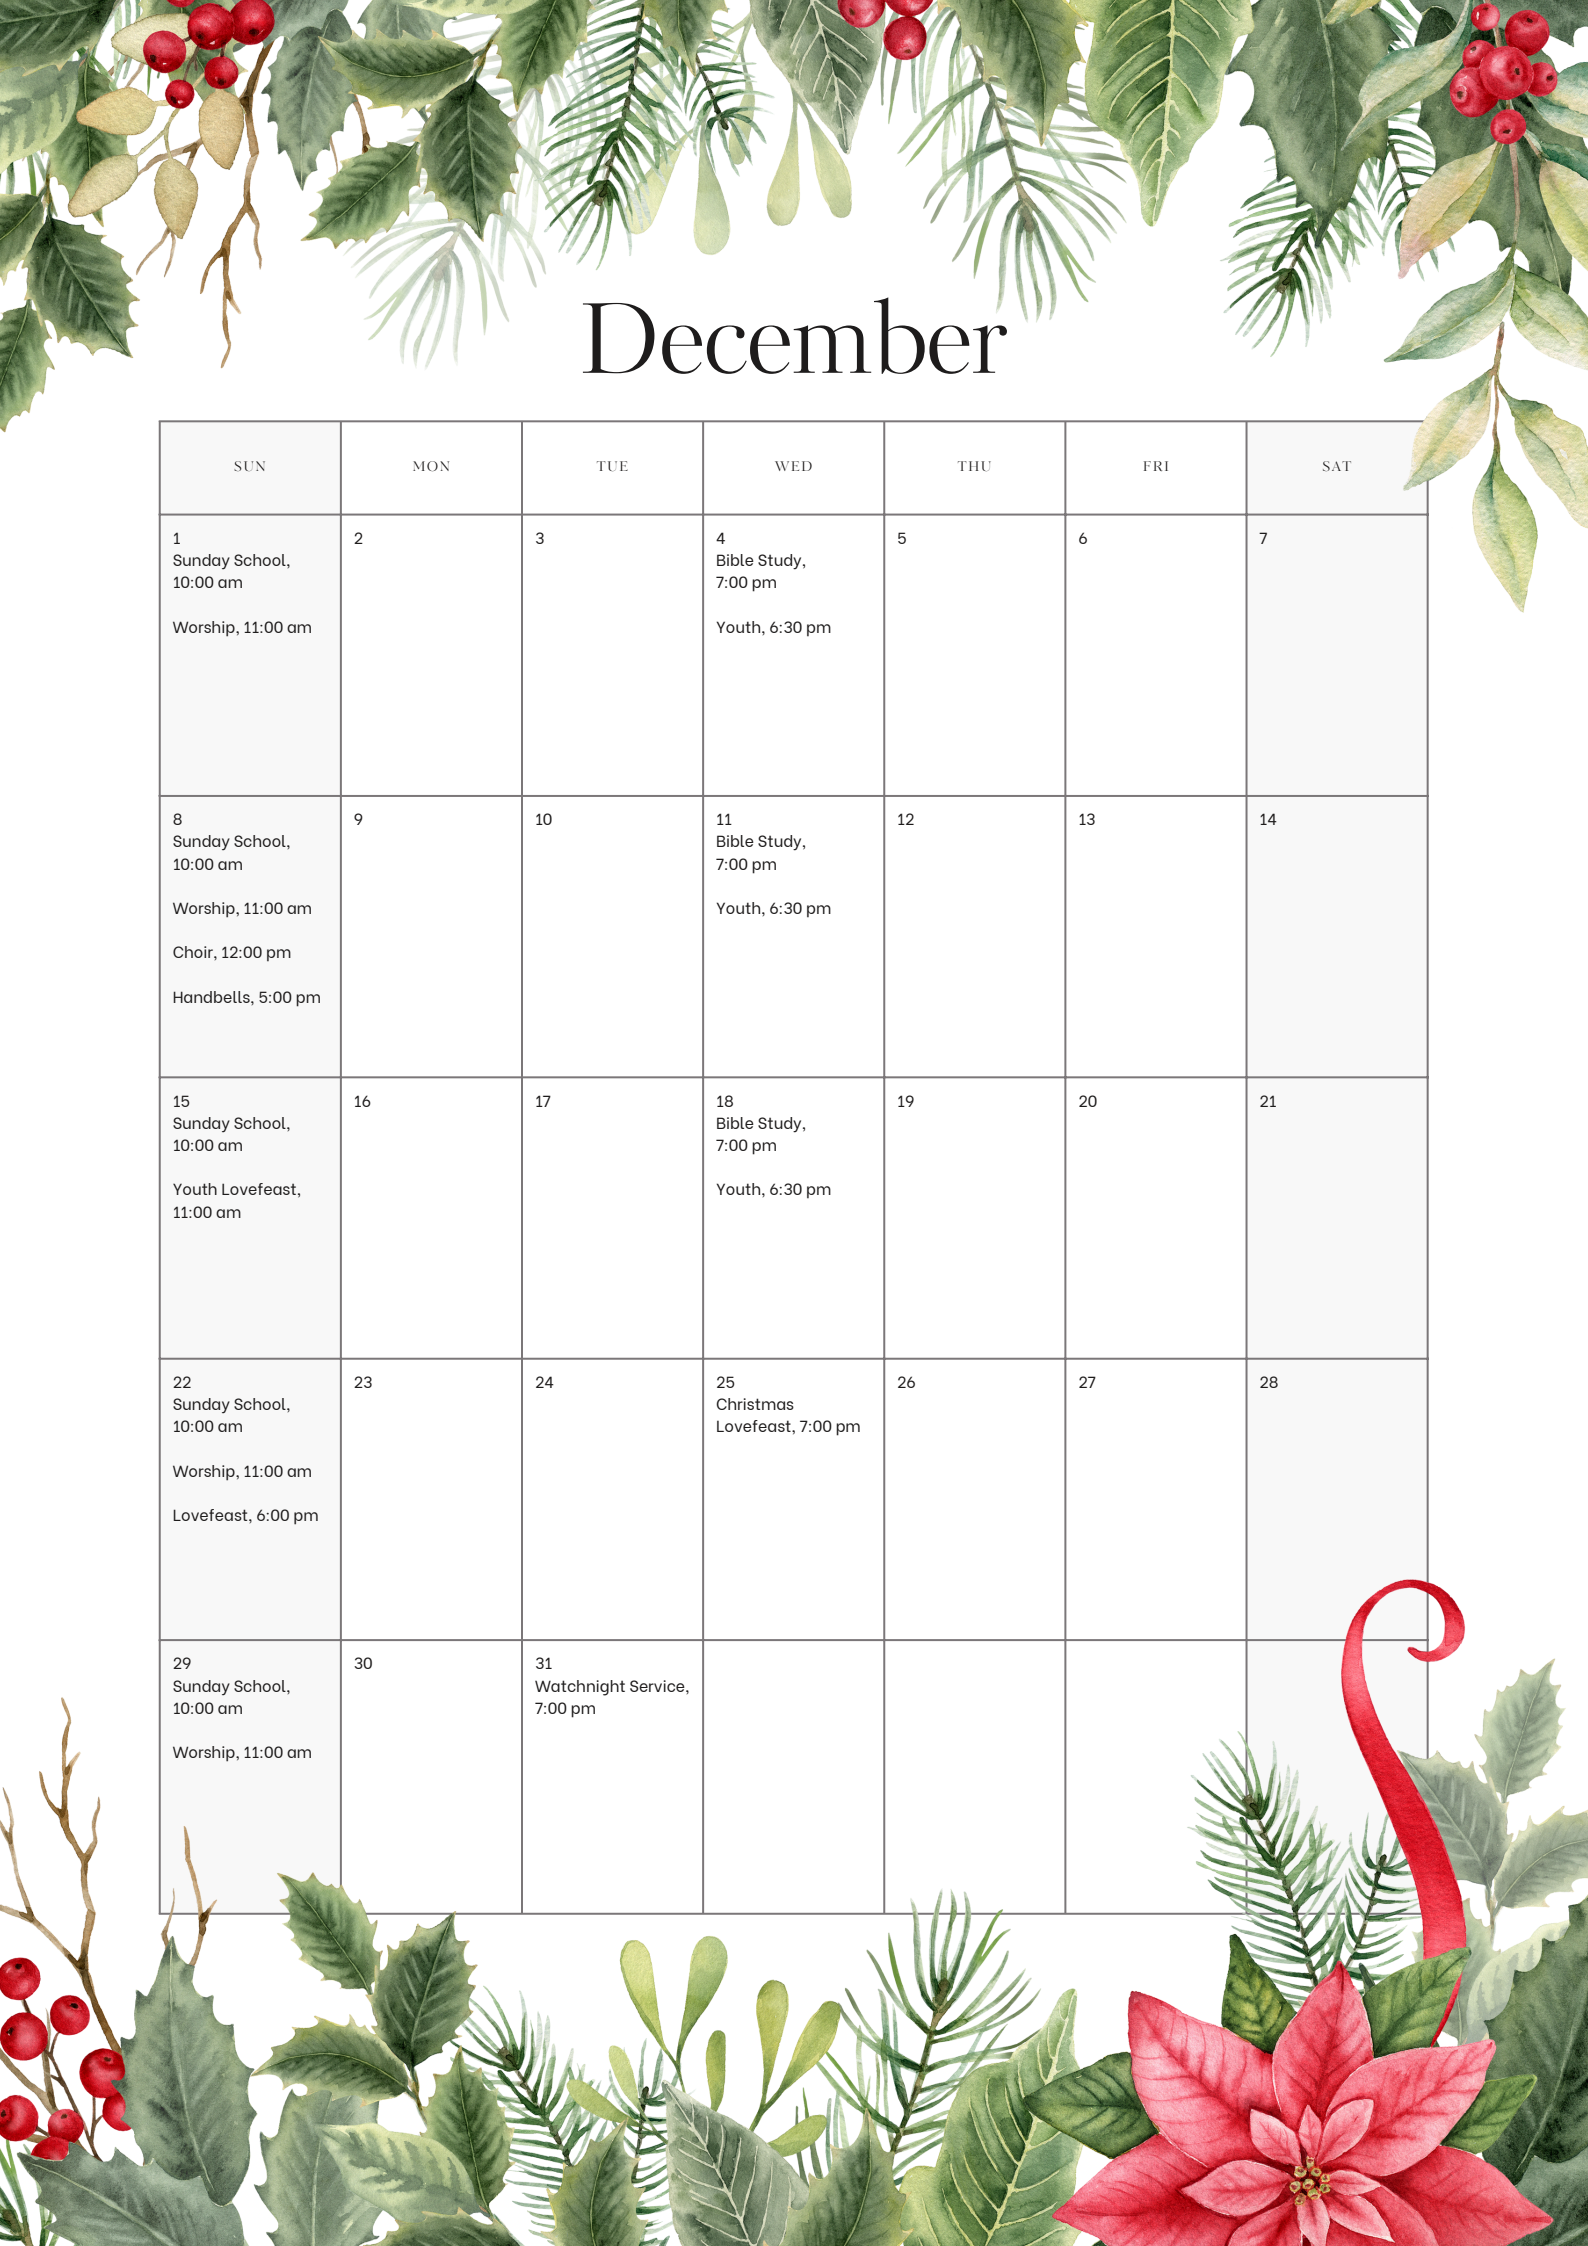 December
SUN
MON
TUE
WED
THU
FRI
SAT
1
Sunday School,
10:00 am
Worship, 11:00 am
2
3
4
Bible Study,
7:00 pm
Youth, 6:30 pm
5
6
7
8
Sunday School,
10:00 am
Worship, 11:00 am
Choir, 12:00 pm
Handbells, 5:00 pm
9
10
11
Bible Study,
7:00 pm
Youth, 6:30 pm
12
13
14
15
Sunday School,
10:00 am
Youth Lovefeast,
11:00 am
16
17
18
Bible Study,
7:00 pm
Youth, 6:30 pm
19
20
21
22
Sunday School,
10:00 am
Worship, 11:00 am
Lovefeast, 6:00 pm
23
24
25
Christmas
Lovefeast, 7:00 pm
26
27
28
29
Sunday School,
10:00 am
Worship, 11:00 am
30
31
Watchnight Service,
7:00 pm